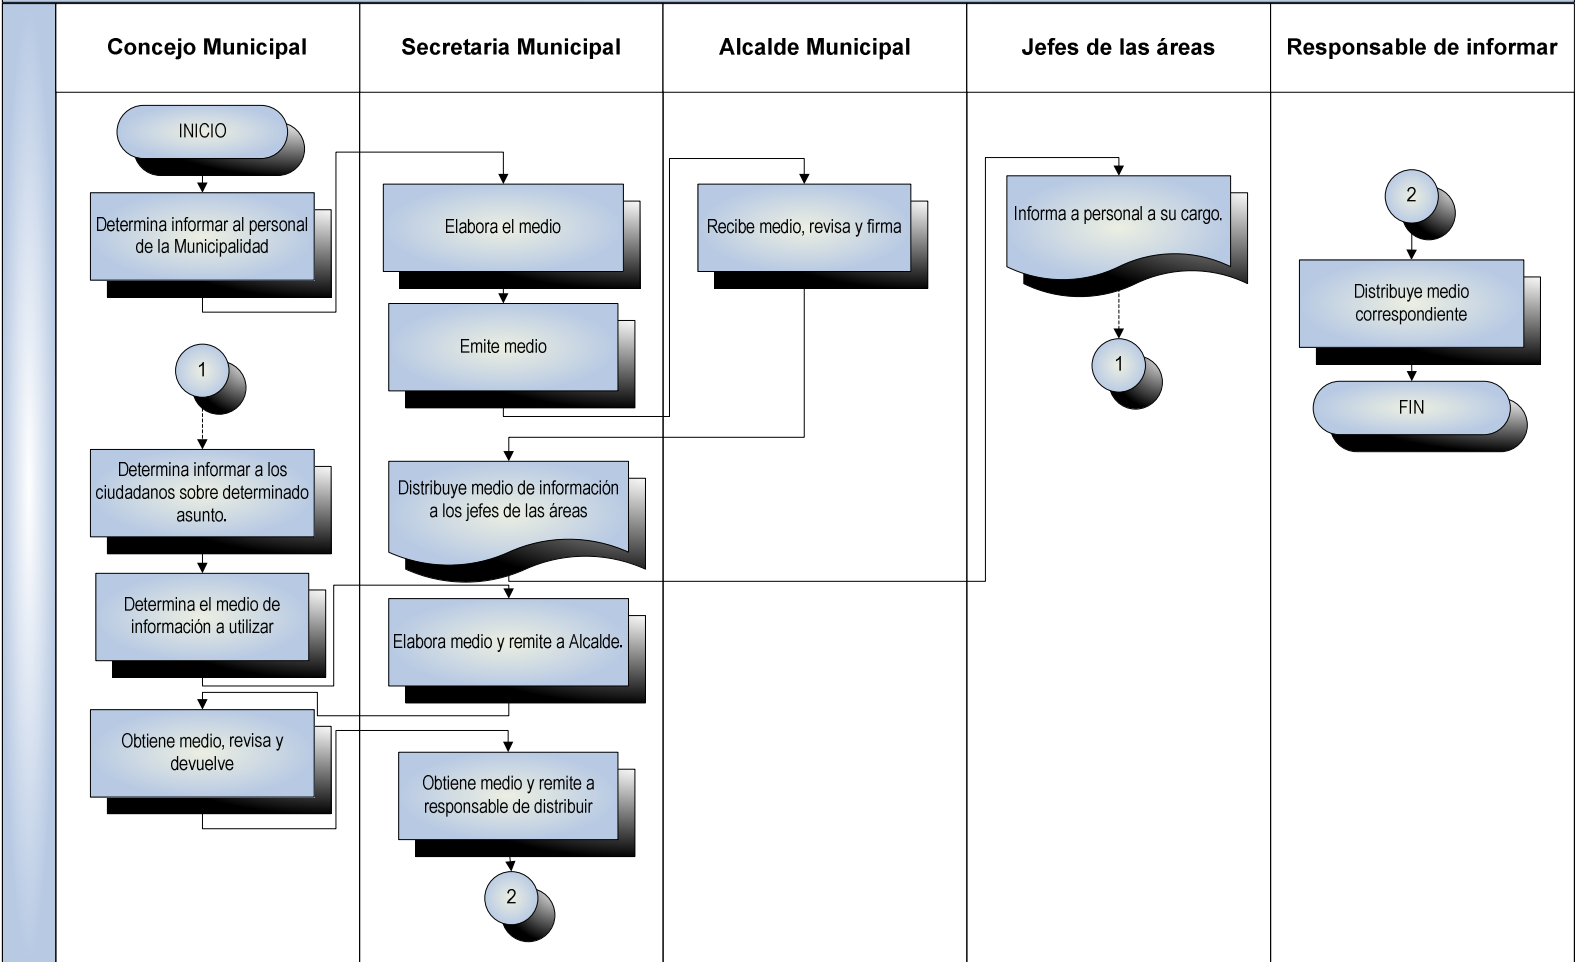 Concejo Municipal
Secretaria Municipal
Alcalde Municipal
Jefes de las áreas
Responsable de informar
INICIO
Determina informar al personal
de la Municipalidad
1
Determina informar a los
ciudadanos sobre determinado
asunto.
Determina el medio de
información a utilizar
Obtiene medio, revisa y
devuelve
Elabora el medio
Emite medio
Distribuye medio de información
a los jefes de las áreas
Elabora medio y remite a Alcalde.
Obtiene medio y remite a
responsable de distribuir
2
Recibe medio, revisa y firma
Informa a personal a su cargo.
1
2
Distribuye medio
correspondiente
FIN